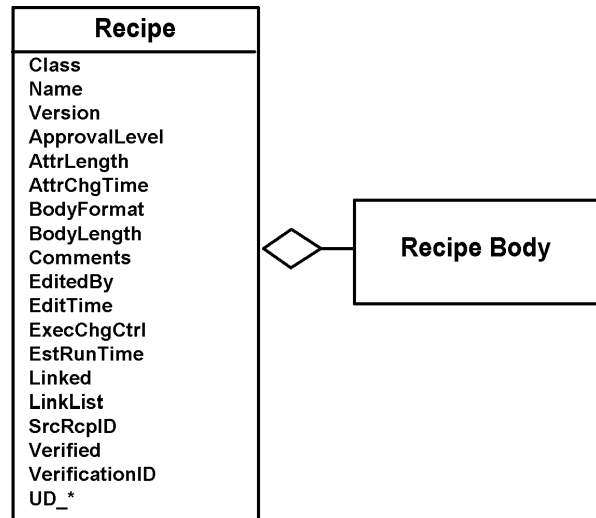 Recipe
Class
Name
Version
ApprovalLevel
AttrLength
AttrChgTime
BodyFormat
BodyLength
Comments
EditedBy
EditTime
ExecChgCtrl
EstRunTime
Linked
LinkList
SrcRcpID
Verified
VerificationID
UD_*
Recipe Body